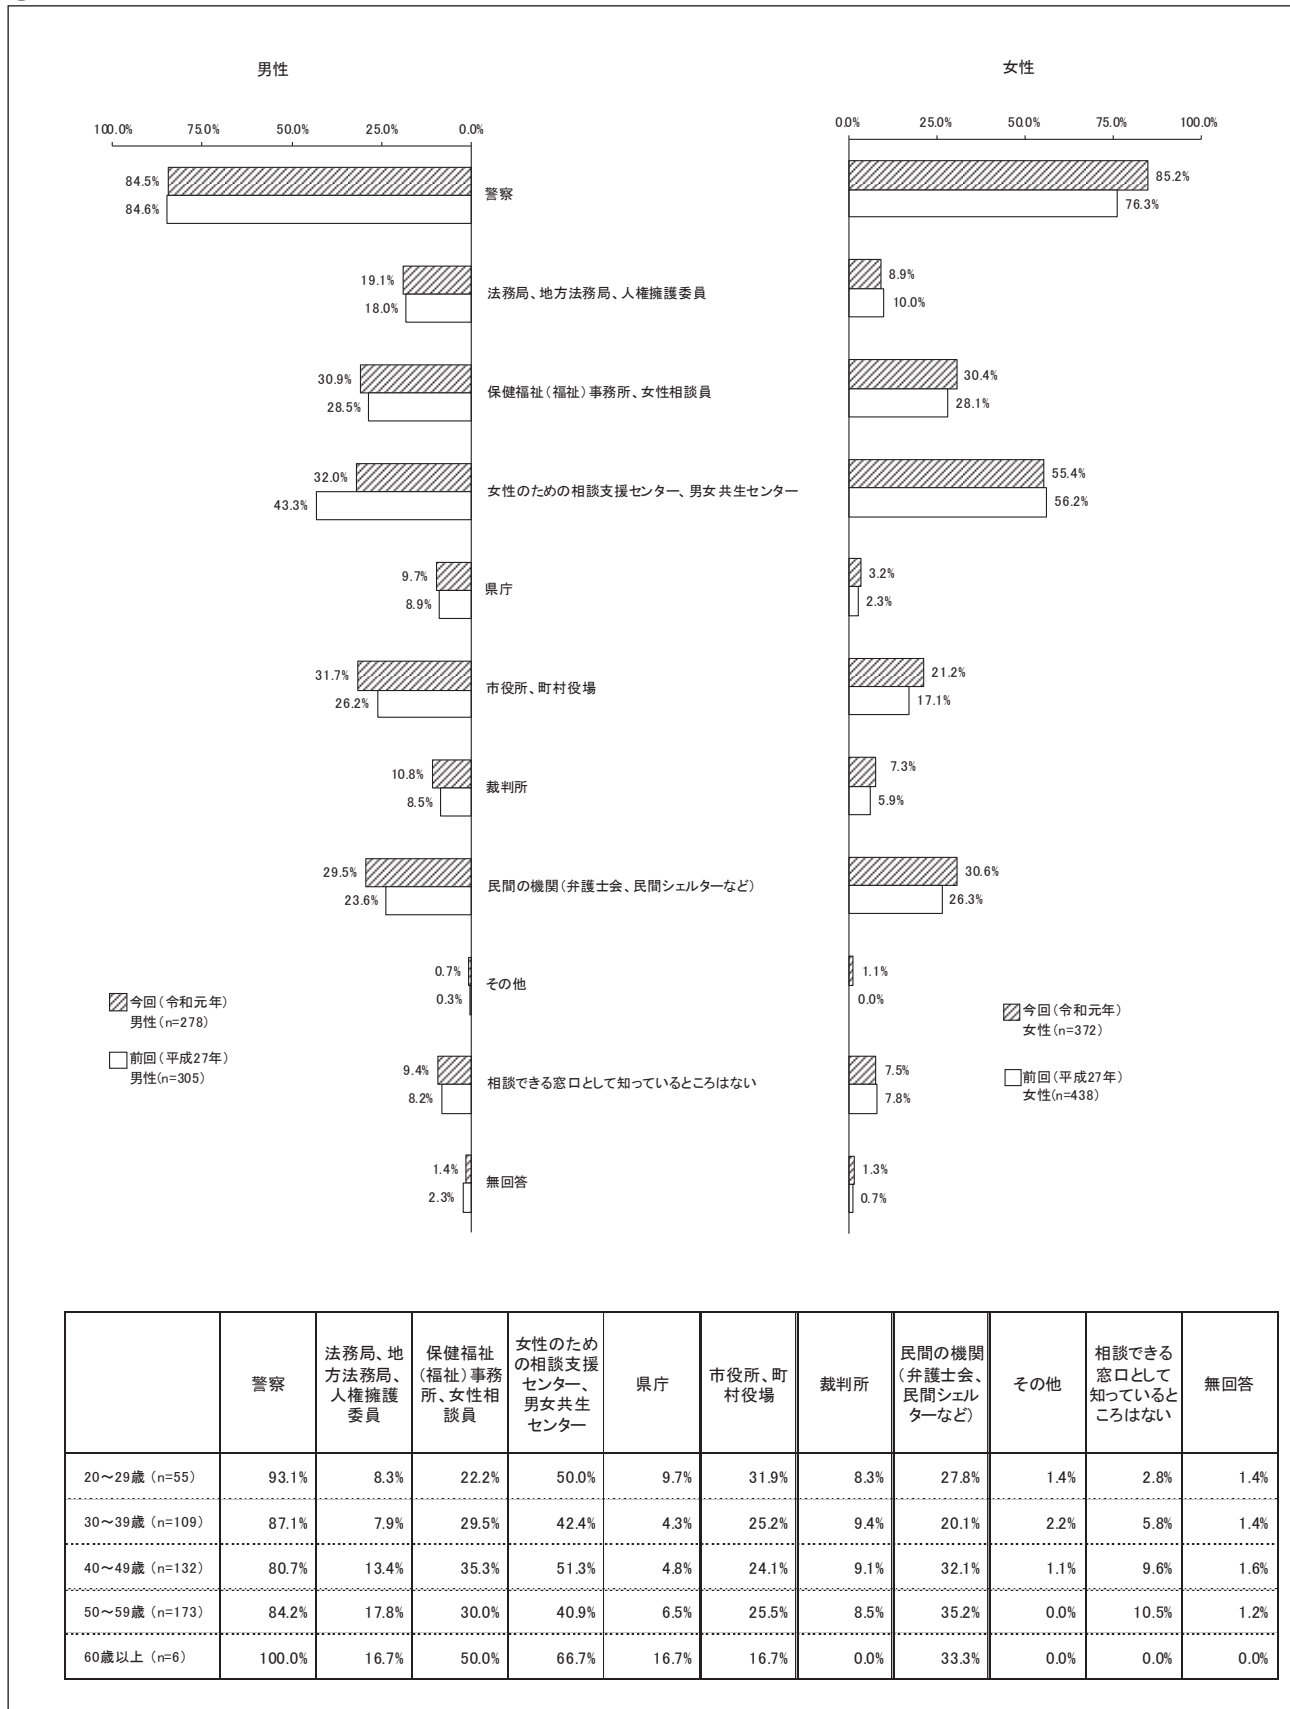 男性
女性
100.0% 75.0% 50.0% 25.0% 0.0%
0.0% 25.0% 50.0% 75.0% 100.0%
84.5%
84.6%
警察
85.2%
76.3%
19.1%
18.0%
法務局、地方法務局、人権擁護委員
8.9%
10.0%
30.9%
28.5%
保健福祉（福祉）事務所、女性相談員
30.4%
28.1%
32.0%
43.3%
女性のための相談支援センター、男女共生センター
55.4%
56.2%
9.7%
8.9%
県庁
3.2%
2.3%
31.7%
26.2%
市役所、町村役場
21.2%
17.1%
10.8%
8.5%
裁判所
7.3%
5.9%
29.5%
23.6%
民間の機関（弁護士会、民間シェルターなど）
30.6%
26.3%
0.7%
0.3%
その他
1.1%
0.0%
9.4%
8.2%
相談できる窓口として知っているところはない
7.5%
7.8%
1.4%
2.3%
無回答
1.3%
0.7%
今回（令和元年）
男性（n=278）
前回（平成27年）
男性(n=305)
今回（令和元年）
女性（n=372）
前回（平成27年）
女性(n=438)
警察
法務局、地
方法務局、
人権擁護
委員
保健福祉
（福祉）事務
所、女性相
談員
女性のため
の相談支援
センター、
男女共生
センター
県庁
市役所、町
村役場
裁判所
民間の機関
（弁護士会、
民間シェル
ターなど）
その他
相談できる
窓口として
知っていると
ころはない
無回答
20～29歳（n=55） 93.1% 8.3% 22.2% 50.0% 9.7% 31.9% 8.3% 27.8% 1.4% 2.8% 1.4%
30～39歳（n=109） 87.1% 7.9% 29.5% 42.4% 4.3% 25.2% 9.4% 20.1% 2.2% 5.8% 1.4%
40～49歳（n=132） 80.7% 13.4% 35.3% 51.3% 4.8% 24.1% 9.1% 32.1% 1.1% 9.6% 1.6%
50～59歳（n=173） 84.2% 17.8% 30.0% 40.9% 6.5% 25.5% 8.5% 35.2% 0.0% 10.5% 1.2%
60歳以上（n=6） 100.0% 16.7% 50.0% 66.7% 16.7% 16.7% 0.0% 33.3% 0.0% 0.0% 0.0%